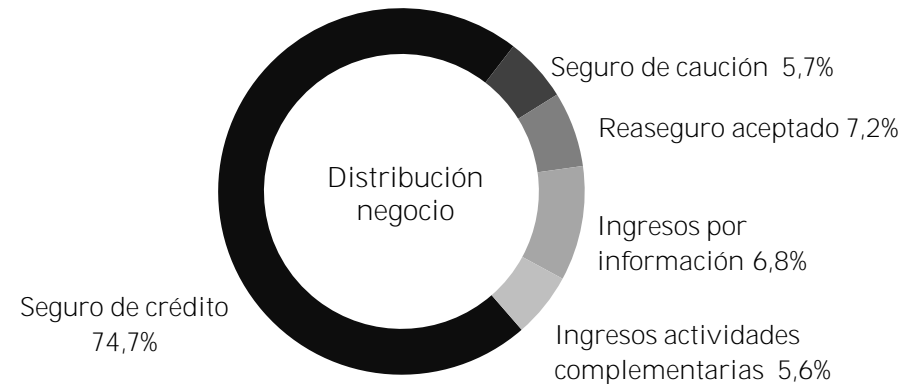 Seguro de caución 5,7%
Reaseguro aceptado 7,2%
Distribución
negocio
Ingresos por
información 6,8%
Seguro de crédito
74,7%
Ingresos actividades
complementarias 5,6%